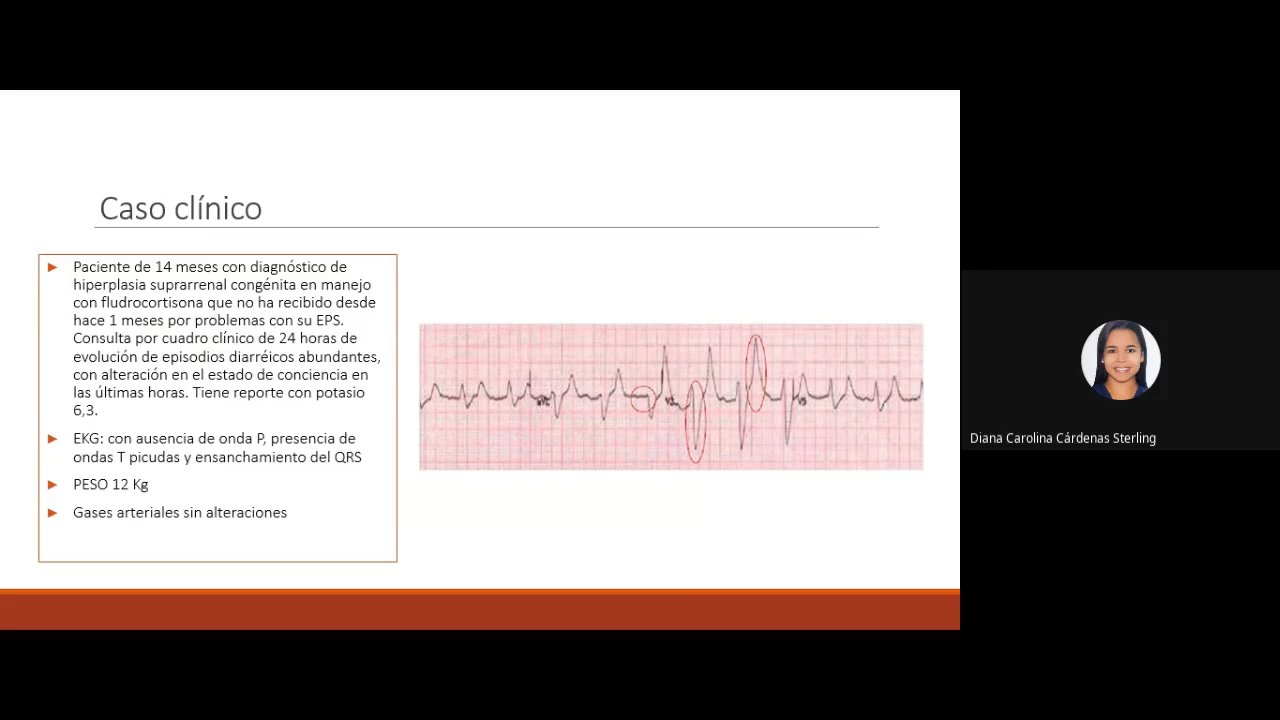 Caso clínico
Paciente de 14 meses con diagnóstico de
hiperplasia suprarrenal congénita en manejo
con fludrocortisona que no ha recibido desde
hace 1 meses por problemas con su EPS.
Consulta por cuadro clínico de 24 horas de
evolución de episodios diarréicos abundantes,
con alteración en el estado de conciencia en
las últimas horas. Tiene reporte con potasio
6,3.
EKG: con ausencia de onda P, presencia de
ondas T picudas y ensanchamiento del QRS
PESO 12 Kg
Gases arteriales sin alteraciones
Diana Carolina Cárdenas Sterling